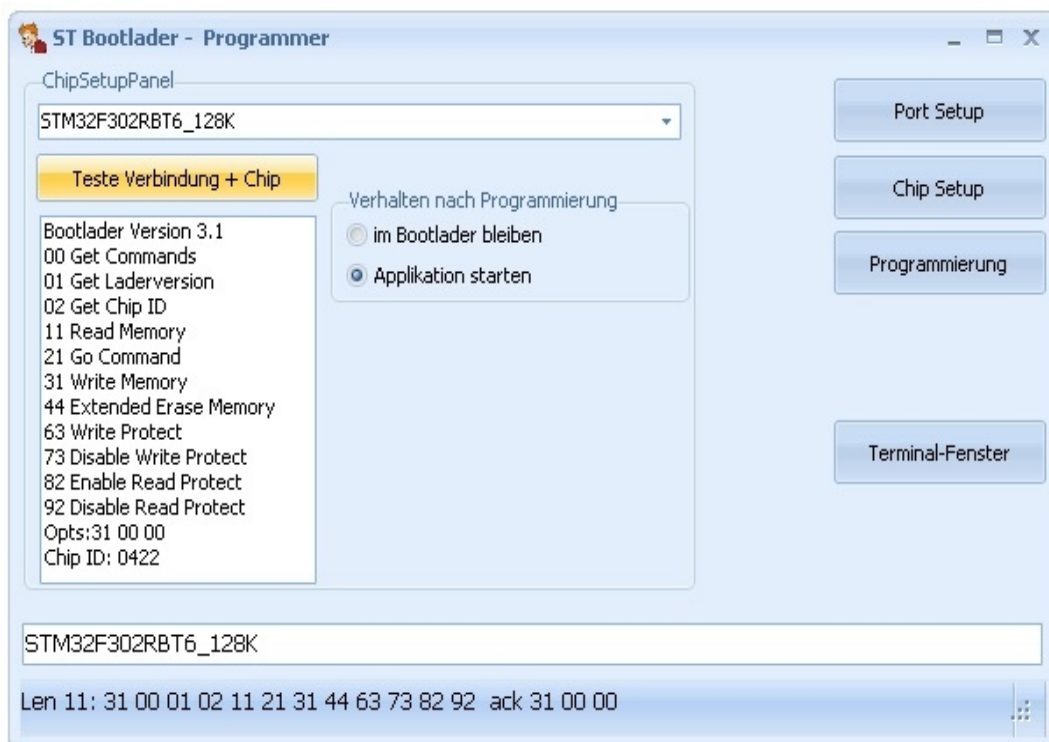 ST Bootlader - Programmer
ChipSetupPanel
STM32F302RBT6_128K
Teste Verbindung + Chip
Bootlader Version 3.1
00 Get Commands
01 Get Laderversion
02 Get Chip ID
11 Read Memory
21 Go Command
31 Write Memory
44 Extended Erase Memory
63 Write Protect
73 Disable Write Protect
82 Enable Read Protect
92 Disable Read Protect
Opts:31 00 00
Chip ID: 0422
Verhalten nach Programmierung
im Bootlader bleiben
Applikation starten
Port Setup
Chip Setup
Programmierung
Terminal-Fenster
STM32F302RBT6_128K
Len 11: 31 00 01 02 11 21 31 44 63 73 82 92 ack 31 00 00